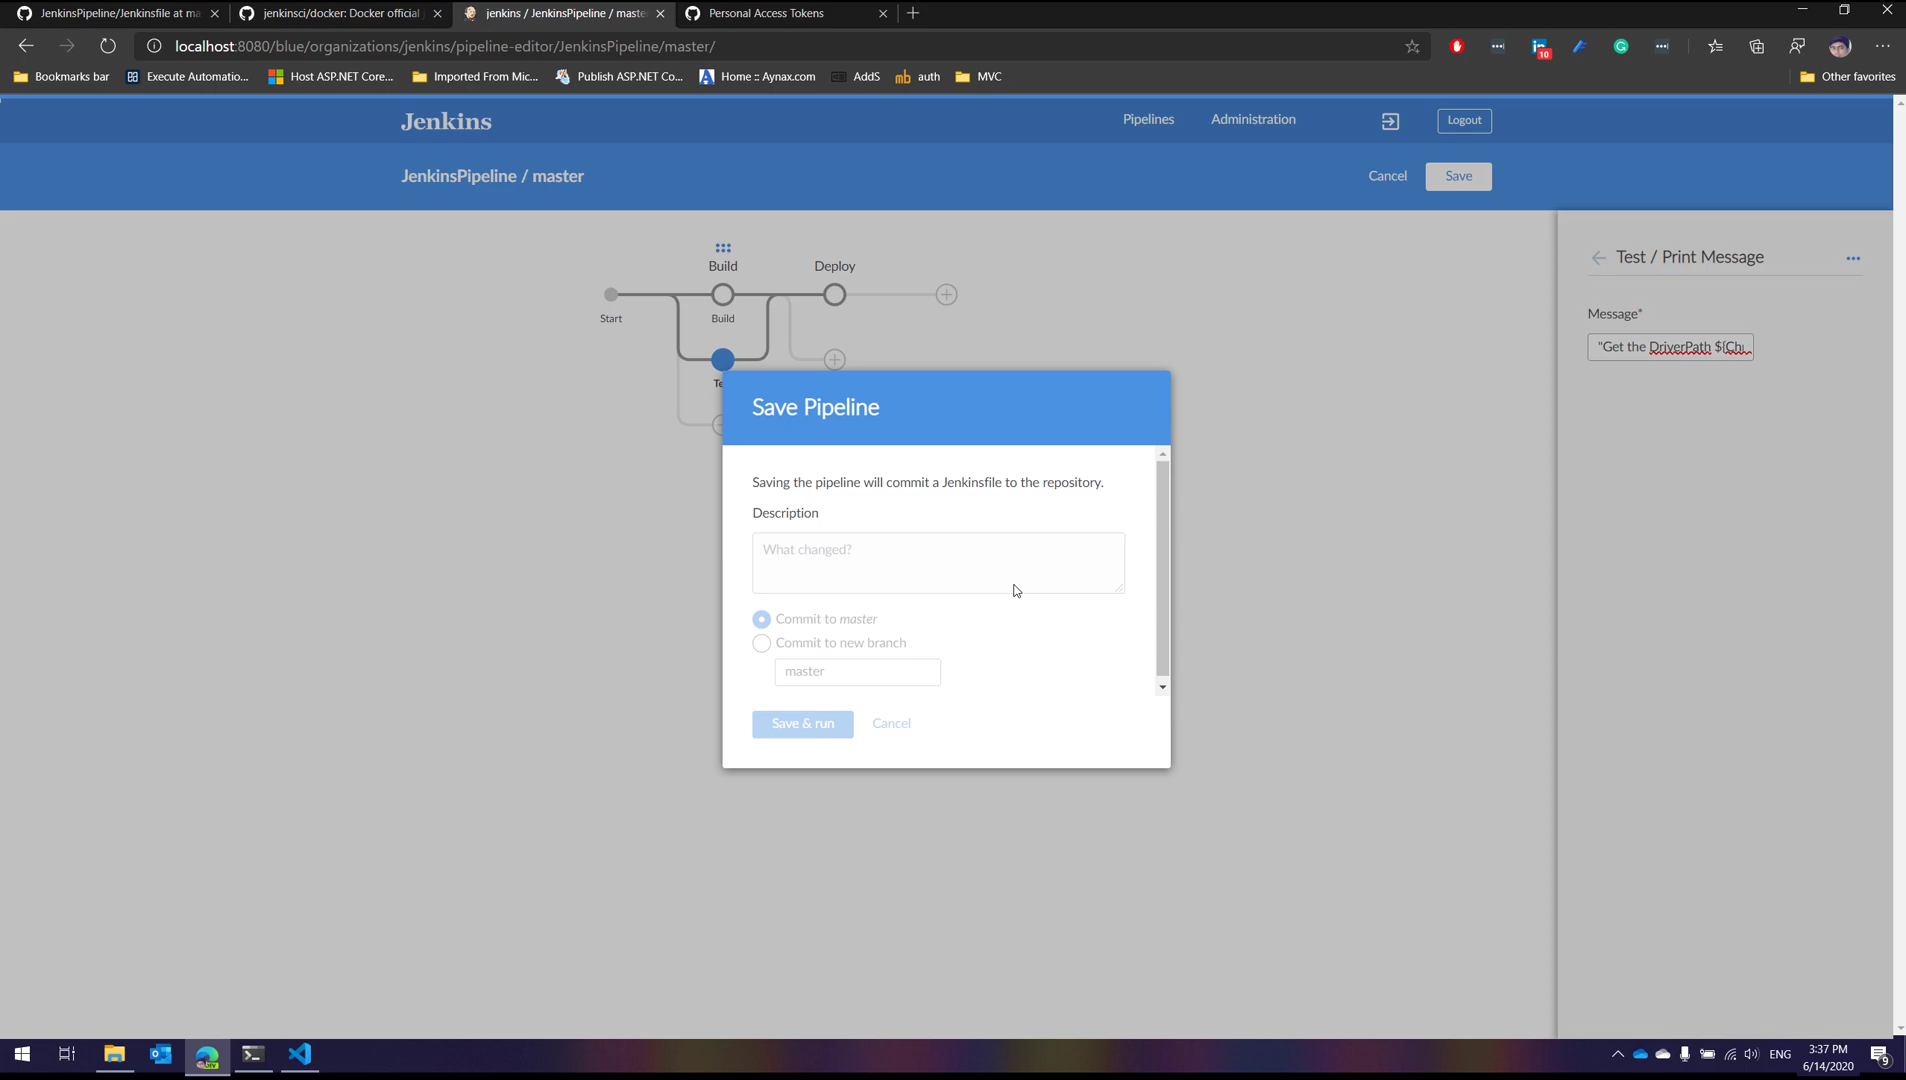 JenkinsPipeline/Jenkinsfile at ma
jenkinsci/docker: Docker official j
jenkins / JenkinsPipeline / maste
Personal Access Tokens
localhost:8080/blue/organizations/jenkins/pipeline-editor/JenkinsPipeline/master/
10
Bookmarks bar
Execute Automatio...
Host ASP.NET Core...
Imported From Mic...
Publish ASP.NET Co...
Home :: Aynax.com
AddS
auth
MVC
Other favorites
Jenkins
Pipelines
Administration
Logout
JenkinsPipeline / master
Cancel
Save
Build
Deploy
Start
Build
Te
Test / Print Message
Message*
"Get the DriverPath ${Ch
Save Pipeline
Saving the pipeline will commit a Jenkinsfile to the repository.
Description
What changed?
Commit to master
Commit to new branch
master
Save & run
Cancel
ENG
3:37 PM
6/14/2020
9